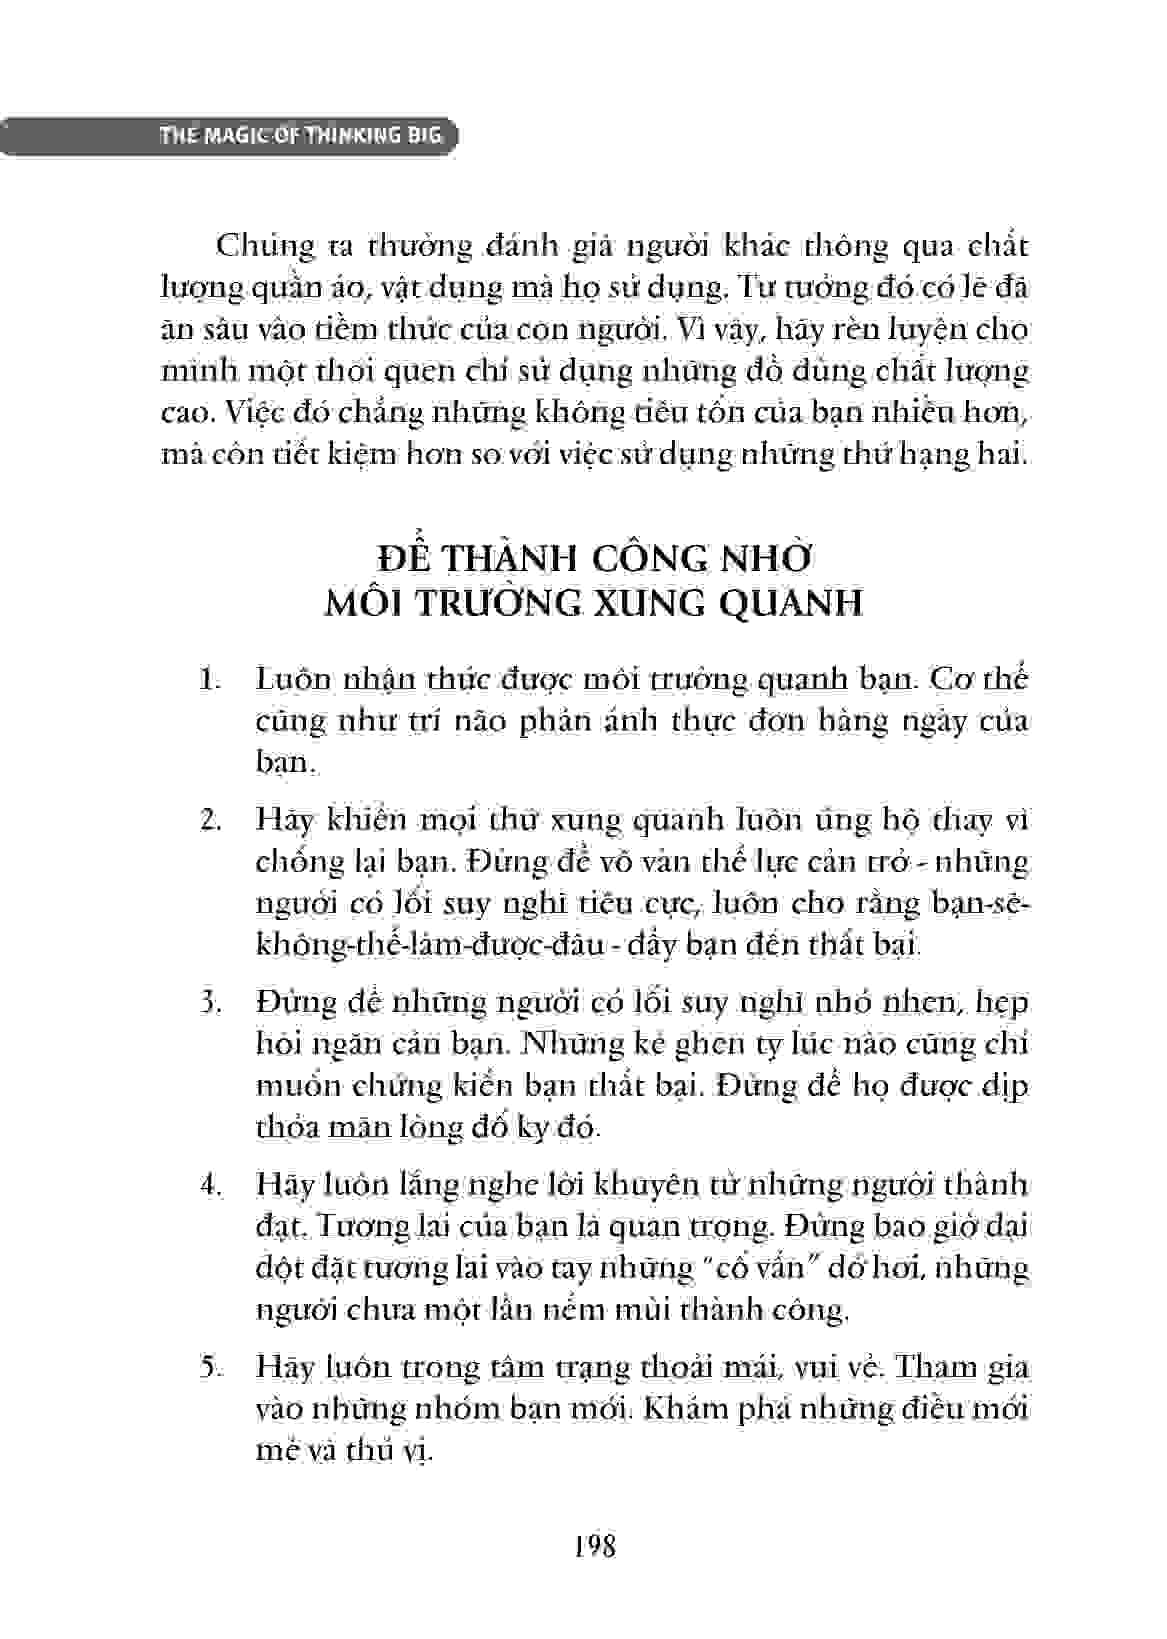 THE MAGIC OF THINKING BIG
Chúng ta thường đánh giá người khác thông qua chất
lượng quần áo, vật dụng mà họ sử dụng. Tư tưởng đó có lẽ đã
ăn sâu vào tiềm thức của con người. Vì vậy, hãy rèn luyện cho
mình một thói quen chỉ sử dụng những đồ dùng chất lượng
cao. Việc đó chẳng những không tiêu tốn của bạn nhiều hơn,
mà còn tiết kiệm hơn so với việc sử dụng những thứ hạng hai.
ĐỂ THÀNH CÔNG NHỜ
MÔI TRƯỜNG XUNG QUANH
1. Luôn nhận thức được môi trường quanh bạn. Cơ thể
cũng như trí não phản ánh thực đơn hàng ngày của
bạn.
2. Hãy khiến mọi thứ xung quanh luôn ủng hộ thay vì
chống lại bạn. Đừng để vô vàn thế lực cản trở - những
người có lối suy nghĩ tiêu cực, luôn cho rằng bạn-sẽ-
không-thể-làm-được-đâu - đẩy bạn đến thất bại.
3. Đừng để những người có lối suy nghĩ nhỏ nhen, hẹp
hòi ngăn cản bạn. Những kẻ ghen tỵ lúc nào cũng chỉ
muốn chứng kiến bạn thất bại. Đừng để họ được dịp
thỏa mãn lòng đố kỵ đó.
4. Hãy luôn lắng nghe lời khuyên từ những người thành
đạt. Tương lai của bạn là quan trọng. Đừng bao giờ dại
dột đặt tương lai vào tay những "cố vấn" dở hơi, những
người chưa một lần nếm mùi thành công.
5. Hãy luôn trong tâm trạng thoải mái, vui vẻ. Tham gia
vào những nhóm bạn mới. Khám phá những điều mới
mẻ và thú vị.
198